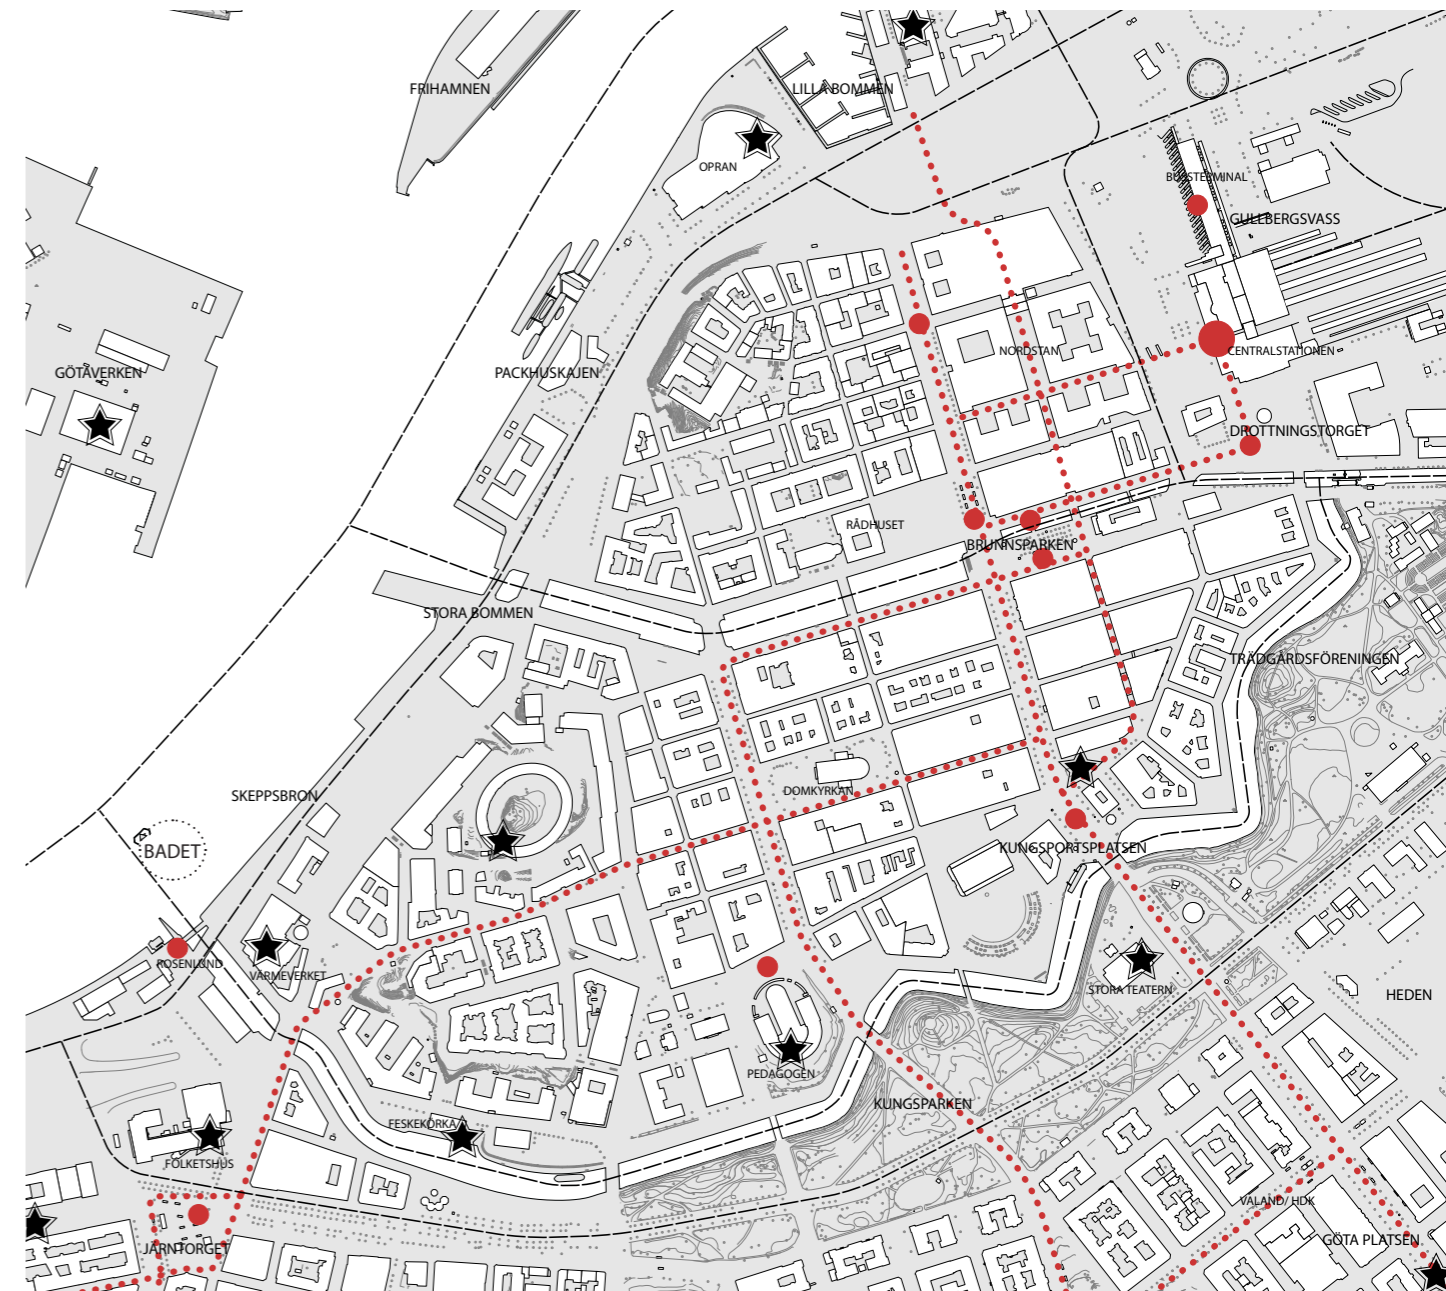 FRIHAMNEN
LILLA BOMMEN
OPRAN
BUSSTERMINAL
GULLBERGSVASS
NORDSTAN
CENTRALSTATIONEN
GÖTAVERKEN
PACKHUSKAJEN
DROTTNINGSTORGET
RÅDHUSET
BRUNNSPARKEN
STORA BOMMEN
TRÄDGÅRDSFÖRENINGEN
SKEPPSBRON
DOMKYRKAN
BADET
KUNGSPORTSPLATSEN
ROSENLUND
VÄRMEVERKET
STORA TEATERN
HEDEN
PEDAGOGEN
KUNGSPARKEN
FESKEKÖRKA
FOLKETSHUS
VALAND/ HDK
JÄRNTORGET
GÖTA PLATSEN